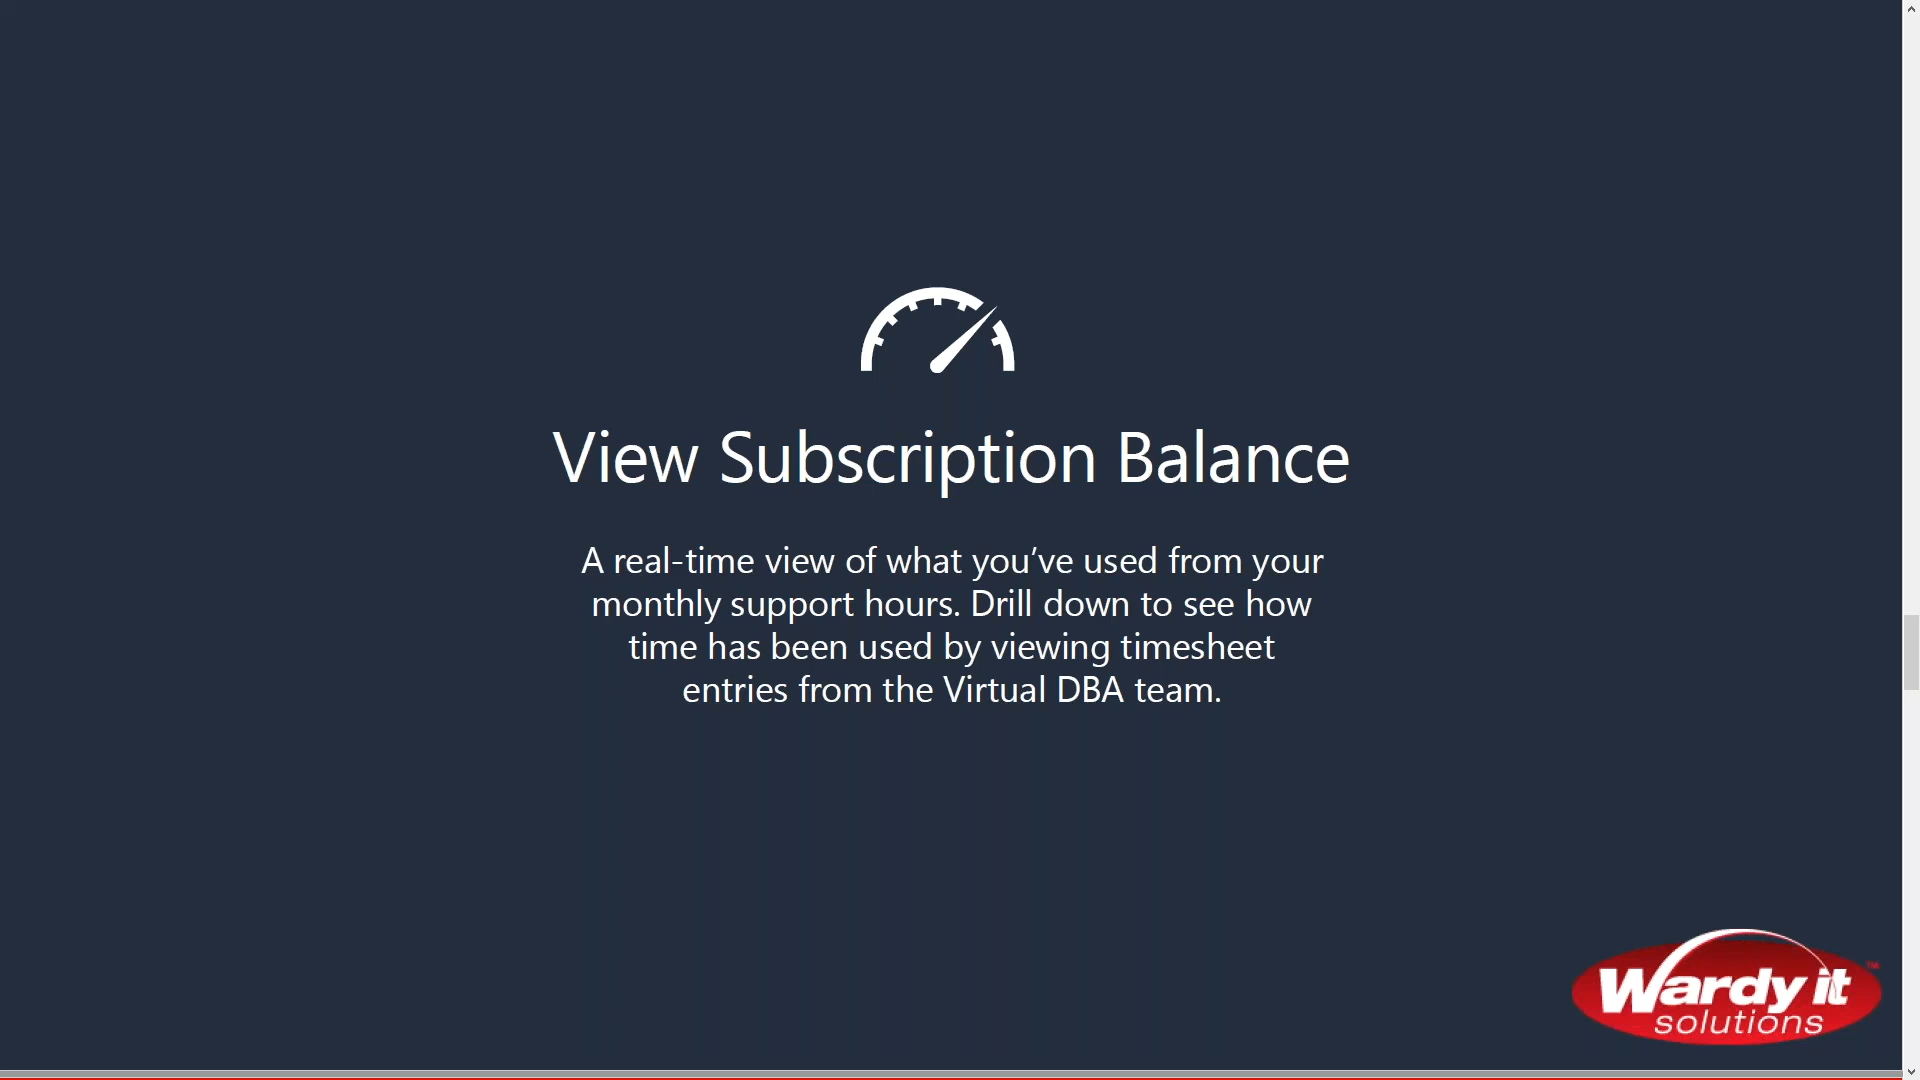 View Subscription Balance
A real-time view of what you’ve used from your
monthly support hours. Drill down to see how
time has been used by viewing timesheet
entries from the Virtual DBA team.
Wardy it™
solutions